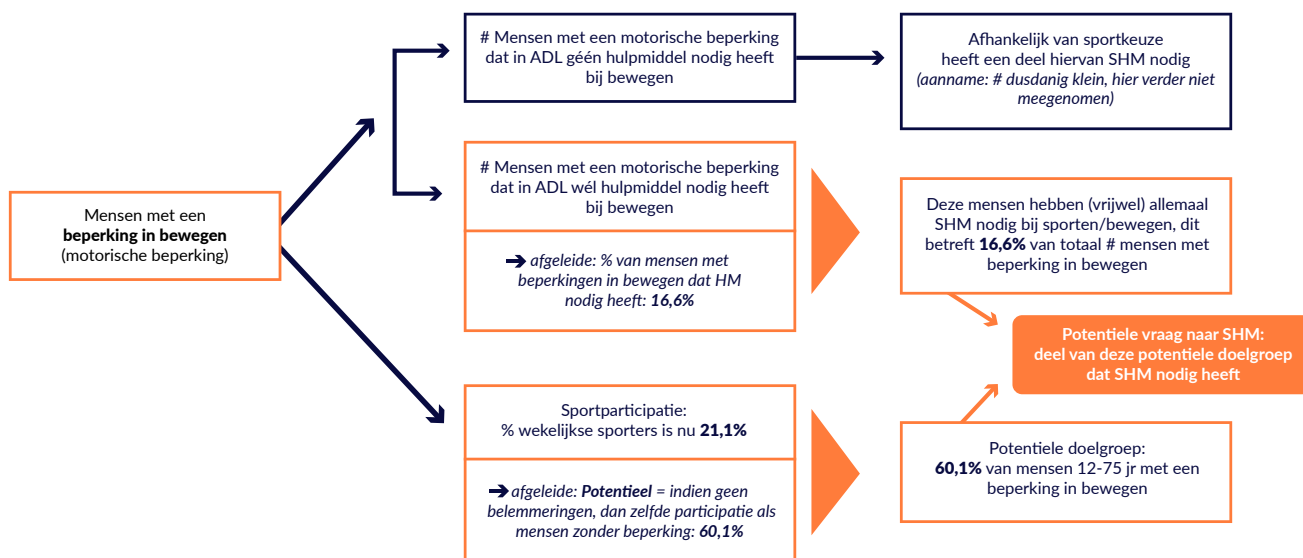 Mensen met een
beperking in bewegen
(motorische beperking)
# Mensen met een motorische beperking
dat in ADL géén hulpmiddel nodig heeft
bij bewegen
Afhankelijk van sportkeuze
heeft een deel hiervan SHM nodig
(aanname: # dusdanig klein, hier verder niet
meegenomen)
# Mensen met een motorische beperking
dat in ADL wél hulpmiddel nodig heeft
bij bewegen
➔ afgeleide: % van mensen met
beperkingen in bewegen dat HM
nodig heeft: 16,6%
Deze mensen hebben (vrijwel) allemaal
SHM nodig bij sporten/bewegen, dit
betreft 16,6% van totaal # mensen met
beperking in bewegen
Potentiele vraag naar SHM:
deel van deze potentiele doelgroep
dat SHM nodig heeft
Sportparticipatie:
% wekelijkse sporters is nu 21,1%
➔ afgeleide: Potentieel = indien geen
belemmeringen, dan zelfde participatie als
mensen zonder beperking: 60,1%
Potentiele doelgroep:
60,1% van mensen 12-75 jr met een
beperking in bewegen